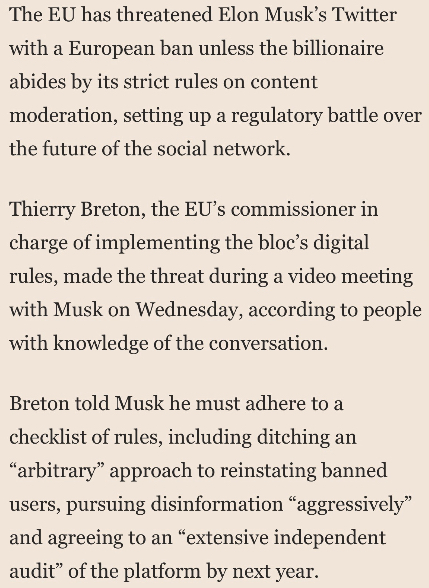 The EU has threatened Elon Musk’s Twitter
with a European ban unless the billionaire
abides by its strict rules on content
moderation, setting up a regulatory battle over
the future of the social network.
Thierry Breton, the EU’s commissioner in
charge of implementing the bloc’s digital
rules, made the threat during a video meeting
with Musk on Wednesday, according to people
with knowledge of the conversation.
Breton told Musk he must adhere to a
checklist of rules, including ditching an
“arbitrary” approach to reinstating banned
users, pursuing disinformation “aggressively”
and agreeing to an “extensive independent
audit” of the platform by next year.